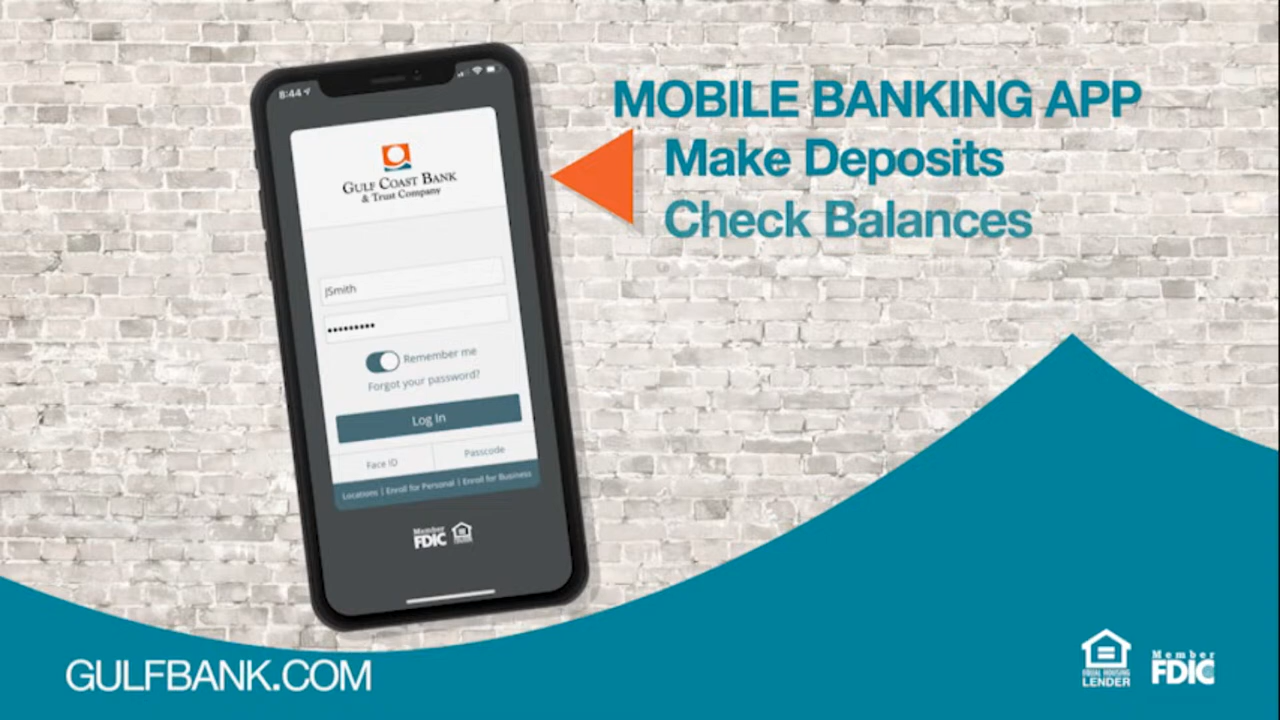 MOBILE BANKING APP
Make Deposits
Check Balances
8:44
GULF COAST BANK
& Trust Company
JSmith
Remember me
Forgot your password?
Log In
Face ID
Passcode
Locations | Enroll for Personal | Enroll for Business
Member
FDIC
GULFBANK.COM
EQUAL HOUSING
LENDER
Member
FDIC